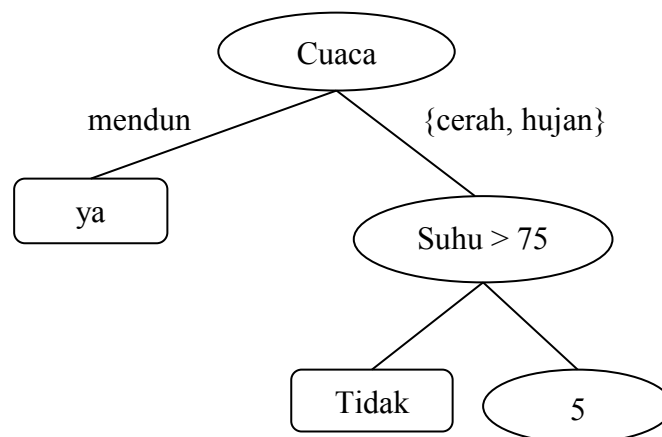 Cuaca
mendun
{cerah, hujan}
ya
Suhu > 75
Tidak
5